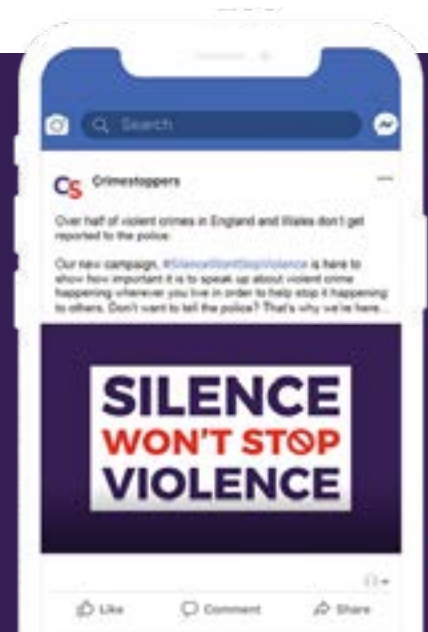 Search
CS Crimestoppers
Over half of violent crimes in England and Wales don't get
reported to the police.
Our new campaign, #SilenceWontStopViolence is here to
show how important it is to speak up about violent crime
happening wherever you live in order to help stop it happening
to others. Don't want to tell the police? That's why we're here...
SILENCE
WON'T STOP
VIOLENCE
Like Comment Share